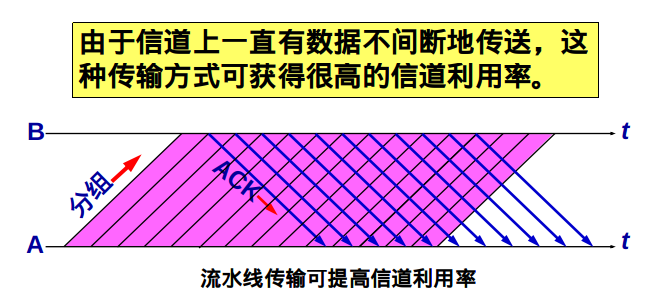 由于信道上一直有数据不间断地传送，这
种传输方式可获得很高的信道利用率。
B
t
分组
ACK
A
t
流水线传输可提高信道利用率